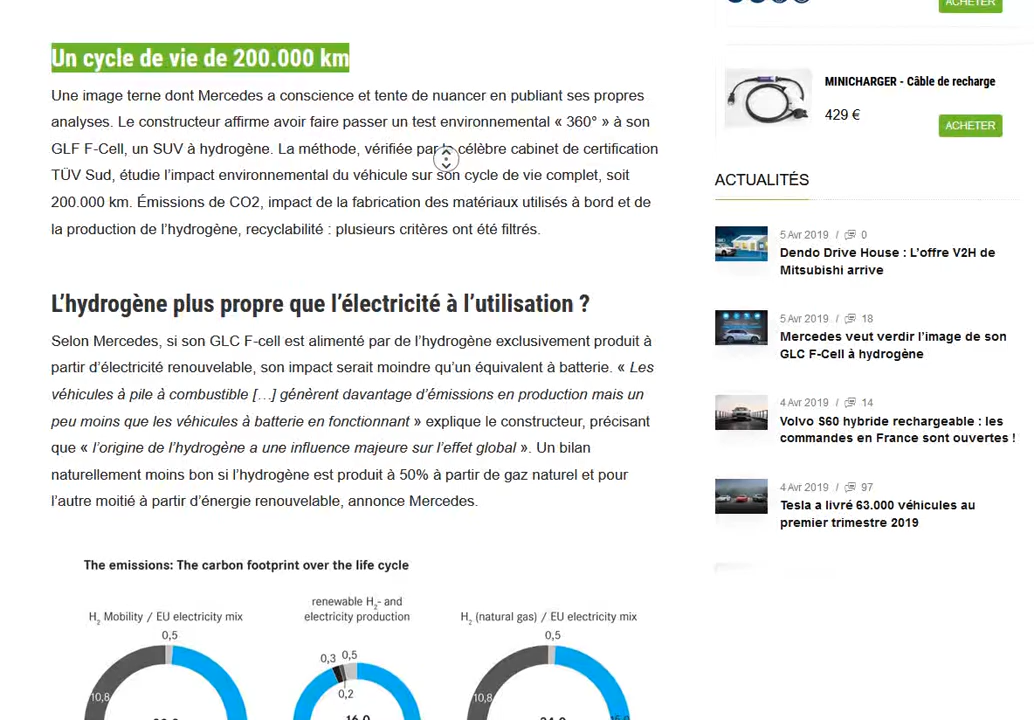 ACHETER
Un cycle de vie de 200.000 km
Une image terne dont Mercedes a conscience et tente de nuancer en publiant ses propres
analyses. Le constructeur affirme avoir faire passer un test environnemental « 360° » à son
GLF F-Cell, un SUV à hydrogène. La méthode, vérifiée par le célèbre cabinet de certification
TÜV Sud, étudie l’impact environnemental du véhicule sur son cycle de vie complet, soit
200.000 km. Émissions de CO2, impact de la fabrication des matériaux utilisés à bord et de
la production de l’hydrogène, recyclabilité : plusieurs critères ont été filtrés.
L’hydrogène plus propre que l’électricité à l’utilisation ?
Selon Mercedes, si son GLC F-cell est alimenté par de l’hydrogène exclusivement produit à
partir d’électricité renouvelable, son impact serait moindre qu’un équivalent à batterie. « Les
véhicules à pile à combustible […] génèrent davantage d’émissions en production mais un
peu moins que les véhicules à batterie en fonctionnant » explique le constructeur, précisant
que « l’origine de l’hydrogène a une influence majeure sur l’effet global ». Un bilan
naturellement moins bon si l’hydrogène est produit à 50% à partir de gaz naturel et pour
l’autre moitié à partir d’énergie renouvelable, annonce Mercedes.
The emissions: The carbon footprint over the life cycle
H2 Mobility / EU electricity mix
0,5
10,8
renewable H2- and
electricity production
0,3 0,5
0,2
16,0
H2 (natural gas) / EU electricity mix
0,5
10,8
MINICHARGER - Câble de recharge
429 €
ACHETER
ACTUALITÉS
5 Avr 2019 / 0
Dendo Drive House : L’offre V2H de
Mitsubishi arrive
5 Avr 2019 / 18
Mercedes veut verdir l’image de son
GLC F-Cell à hydrogène
4 Avr 2019 / 14
Volvo S60 hybride rechargeable : les
commandes en France sont ouvertes !
4 Avr 2019 / 97
Tesla a livré 63.000 véhicules au
premier trimestre 2019